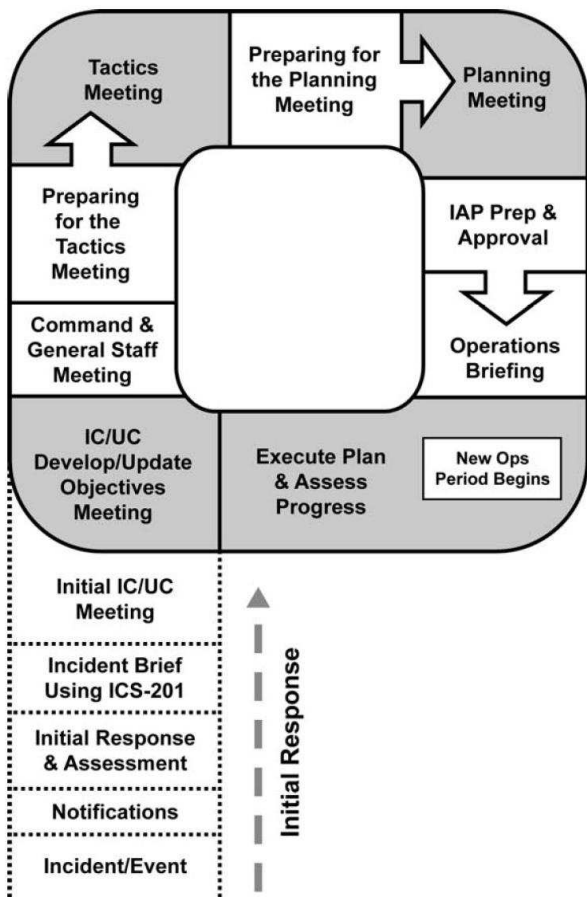 Tactics
Meeting
Preparing for
the Planning
Meeting
Planning
Meeting
Preparing
for the
Tactics
Meeting
IAP Prep &
Approval
Command &
General Staff
Meeting
Operations
Briefing
IC/UC
Develop/Update
Objectives
Meeting
Execute Plan
& Assess
Progress
New Ops
Period Begins
Initial IC/UC
Meeting
Incident Brief
Using ICS-201
Initial Response
& Assessment
Notifications
Incident/Event
Initial Response